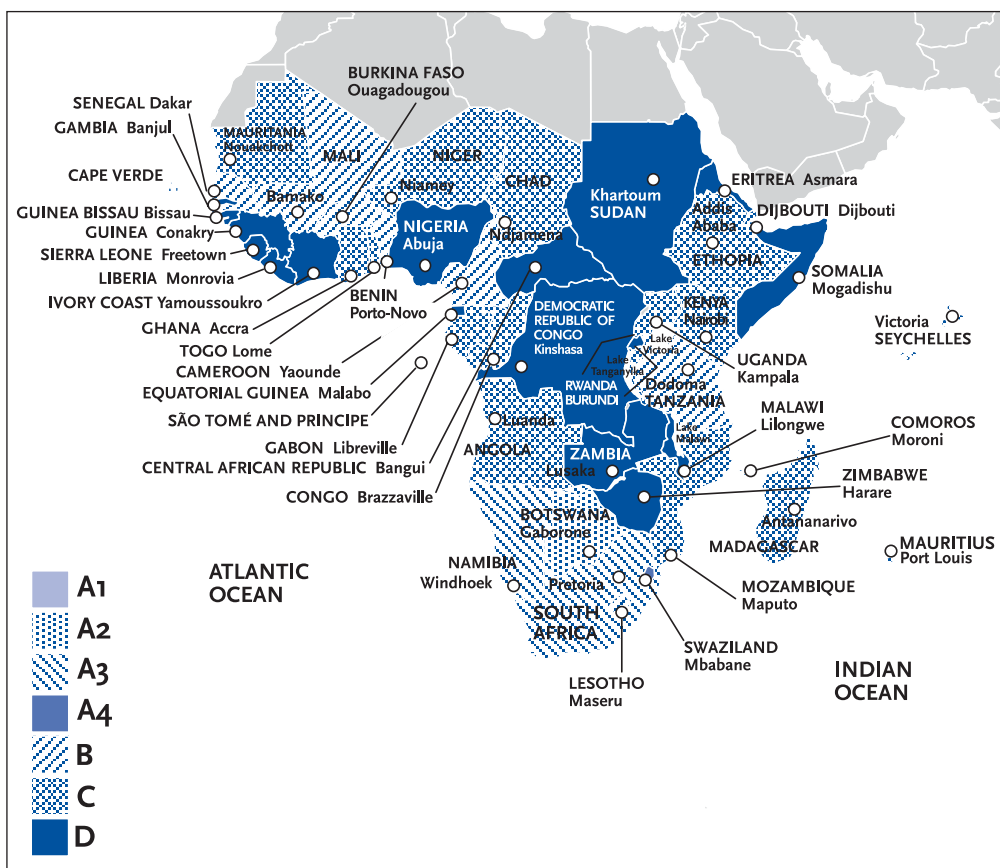 BURKINA FASO
Ouagadougou
SENEGAL Dakar
GAMBIA Banjul
MAURITANIA
Nouakchott
MALI
NIGER
CHAD
CAPE VERDE
Bamako
Niamey
Khartoum
SUDAN
ERITREA Asmara
Addis
Ababa
DJIBOUTI Djibouti
ETHIOPIA
GUINEA BISSAU Bissau
GUINEA Conakry
SIERRA LEONE Freetown
LIBERIA Monrovia
IVORY COAST Yamoussoukro
GHANA Accra
TOGO Lome
NIGERIA
Abuja
Ndjamena
BENIN
Porto-Novo
CAMEROON Yaounde
EQUATORIAL GUINEA Malabo
SÃO TOMÉ AND PRINCIPE
GABON Libreville
CENTRAL AFRICAN REPUBLIC Bangui
CONGO Brazzaville
DEMOCRATIC
REPUBLIC OF
CONGO
Kinshasa
SOMALIA
Mogadishu
KENYA
Nairobi
Lake
Victoria
Lake
Tanganyika
Victoria
SEYCHELLES
UGANDA
Kampala
RWANDA
BURUNDI
Dodoma
TANZANIA
MALAWI
Lilongwe
Lake
Malawi
COMOROS
Moroni
Luanda
ANGOLA
ZAMBIA
Lusaka
ZIMBABWE
Harare
BOTSWANA
Gaborone
Antananarivo
MADAGASCAR
MAURITIUS
Port Louis
NAMIBIA
Windhoek
Pretoria
MOZAMBIQUE
Maputo
SOUTH
AFRICA
SWAZILAND
Mbabane
LESOTHO
Maseru
ATLANTIC
OCEAN
INDIAN
OCEAN
A1
A2
A3
A4
B
C
D